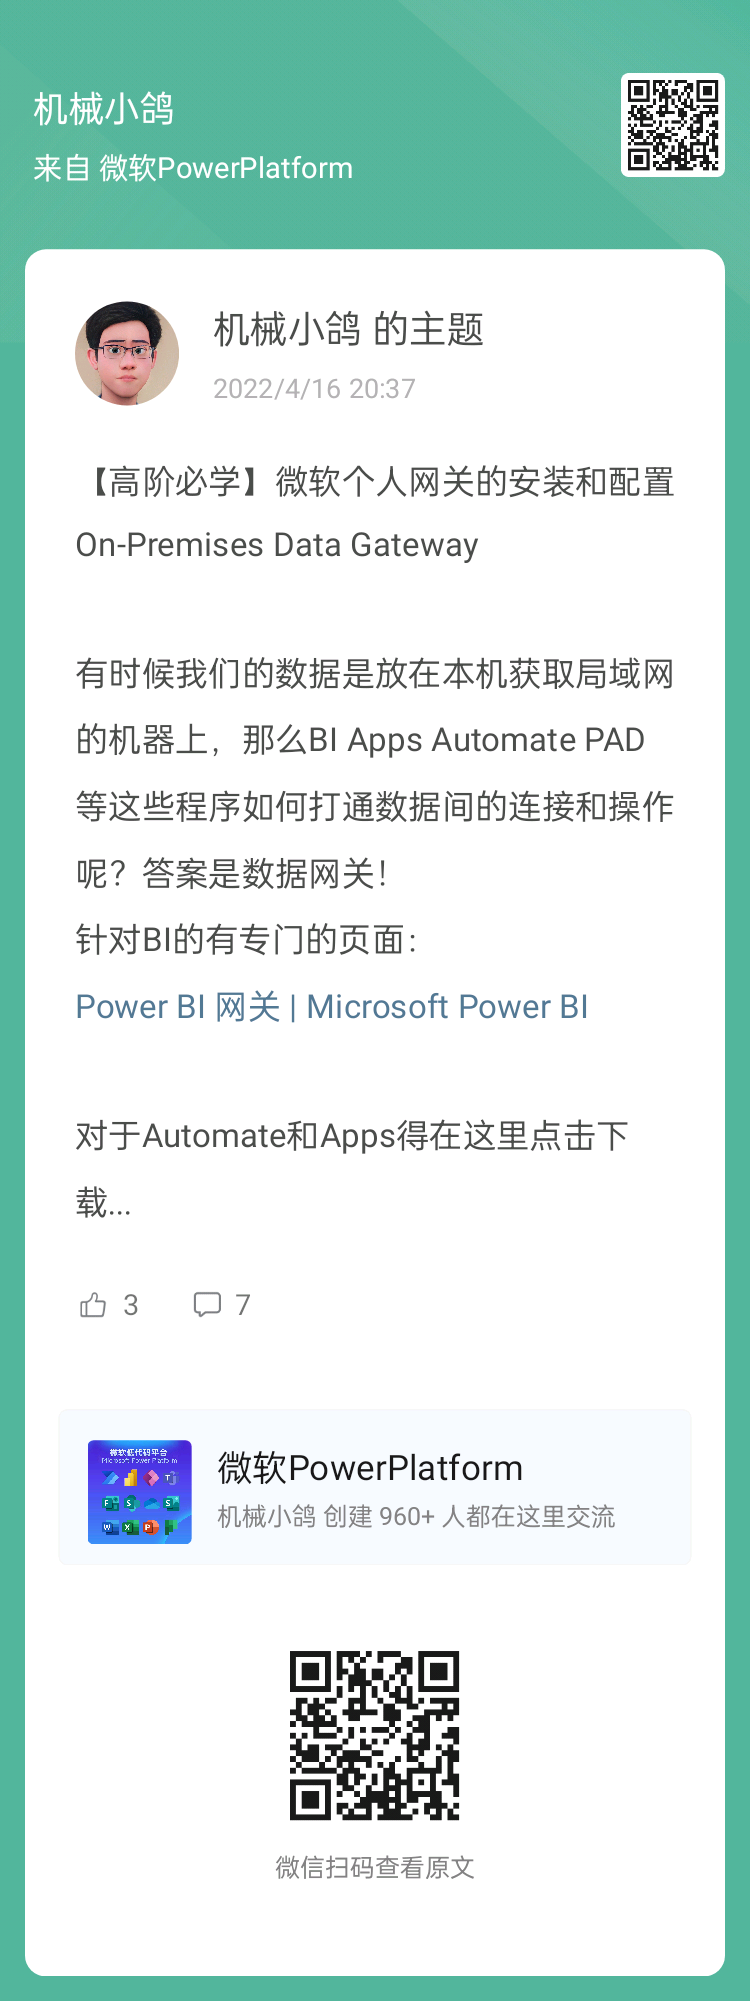 机械小鸽
来自 微软PowerPlatform
机械小鸽 的主题
2022/4/16 20:37
【高阶必学】微软个人网关的安装和配置
On-Premises Data Gateway
有时候我们的数据是放在本机获取局域网
的机器上，那么BI Apps Automate PAD
等这些程序如何打通数据间的连接和操作
呢？答案是数据网关！
针对BI的有专门的页面：
Power BI 网关 | Microsoft Power BI
对于Automate和Apps得在这里点击下
载...
3
7
微软低代码平台
Microsoft Power Platform
微软PowerPlatform
机械小鸽 创建 960+ 人都在这里交流
微信扫码查看原文